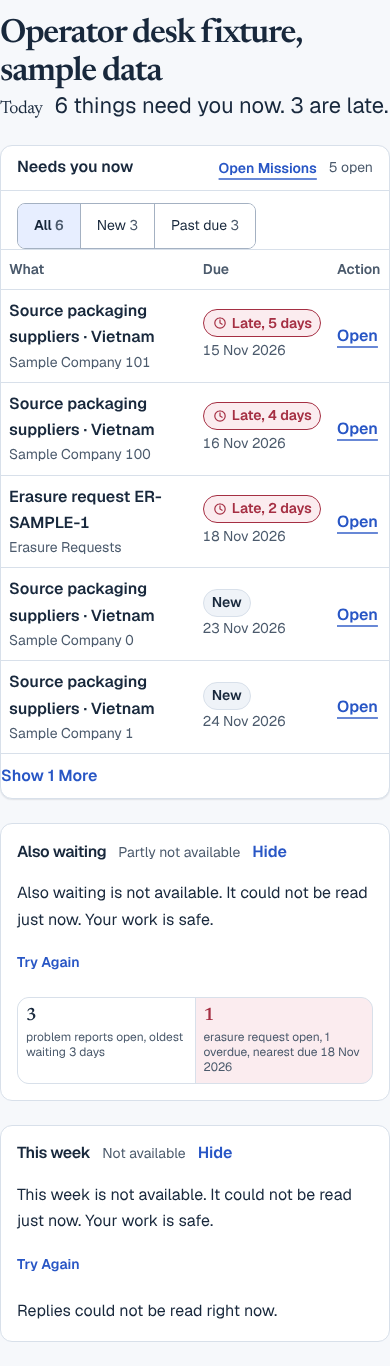 Operator desk fixture,
sample data
Today 6 things need you now. 3 are late.
Needs you now Open Missions 5 open
All 6 New 3 Past due 3
What Due Action
Source packaging
suppliers · Vietnam
Sample Company 101
Late, 5 days
15 Nov 2026
Open
Source packaging
suppliers · Vietnam
Sample Company 100
Late, 4 days
16 Nov 2026
Open
Erasure request ER-
SAMPLE-1
Erasure Requests
Late, 2 days
18 Nov 2026
Open
Source packaging
suppliers · Vietnam
Sample Company 0
New
23 Nov 2026
Open
Source packaging
suppliers · Vietnam
Sample Company 1
New
24 Nov 2026
Open
Show 1 More
Also waiting Partly not available Hide
Also waiting is not available. It could not be read
just now. Your work is safe.
Try Again
3
problem reports open, oldest
waiting 3 days
1
erasure request open, 1
overdue, nearest due 18 Nov
2026
This week Not available Hide
This week is not available. It could not be read
just now. Your work is safe.
Try Again
Replies could not be read right now.